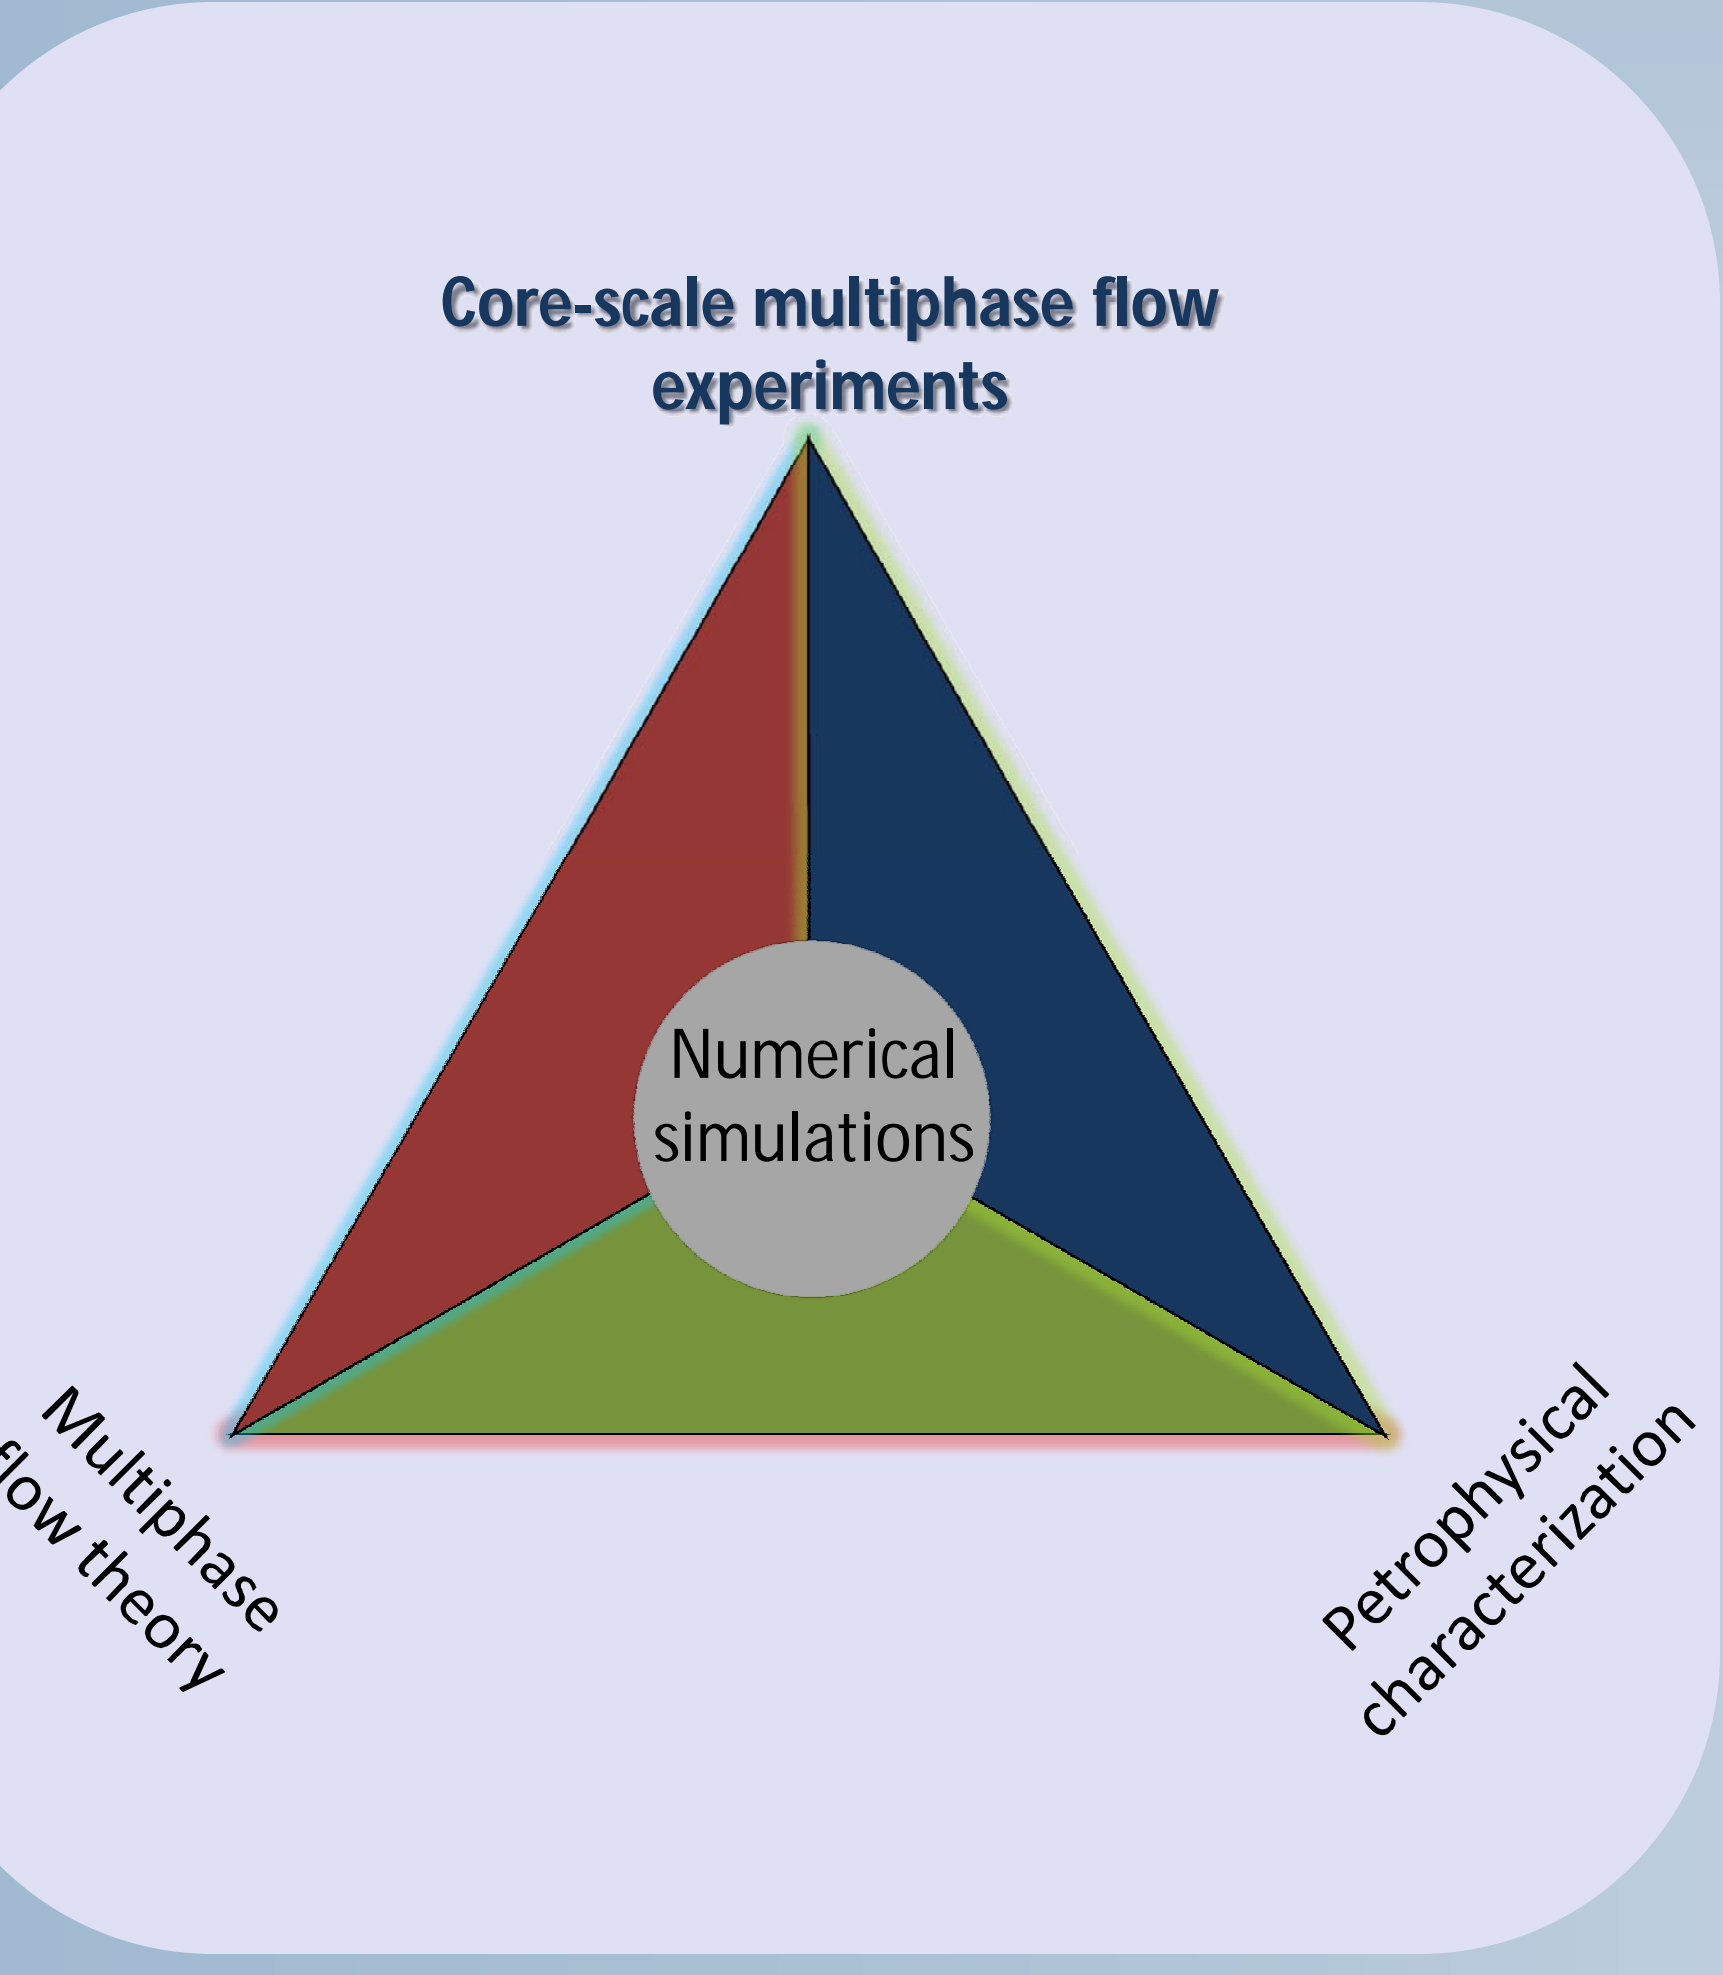 Core-scale multiphase flow
experiments
Numerical
simulations
Multiphase
flow theory
Petrophysical
characterization